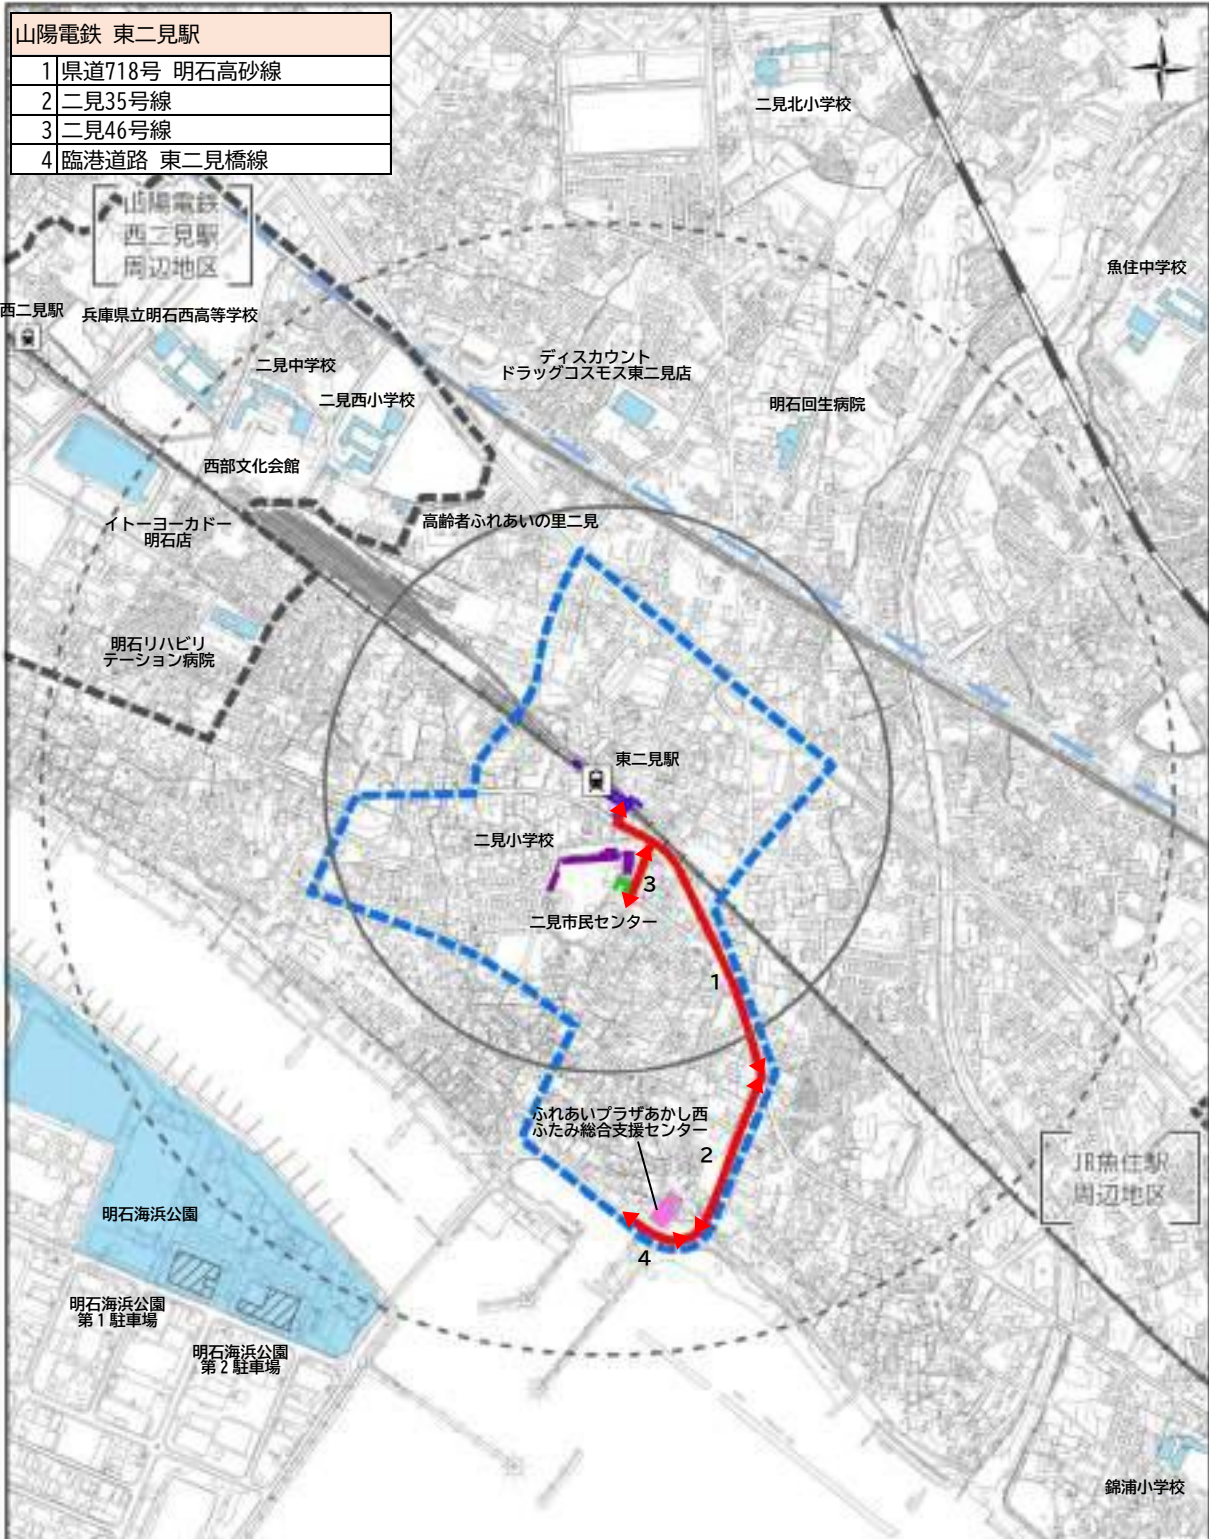 山陽電鉄 東二見駅
1 県道718号 明石高砂線
2 二見35号線
3 二見46号線
4 臨港道路 東二見橋線
二見北小学校
山陽電鉄
西二見駅
周辺地区
魚住中学校
西二見駅
兵庫県立明石西高等学校
二見中学校
ディスカウント
ドラッグコスモス東二見店
二見西小学校
明石回生病院
西部文化会館
イトーヨーカドー
明石店
高齢者ふれあいの里二見
明石リハビリ
テーション病院
東二見駅
二見小学校
3
二見市民センター
1
ふれあいプラザあかし西
ふたみ総合支援センター
2
JR魚住駅
周辺地区
明石海浜公園
4
明石海浜公園
第1駐車場
明石海浜公園
第2駐車場
錦浦小学校